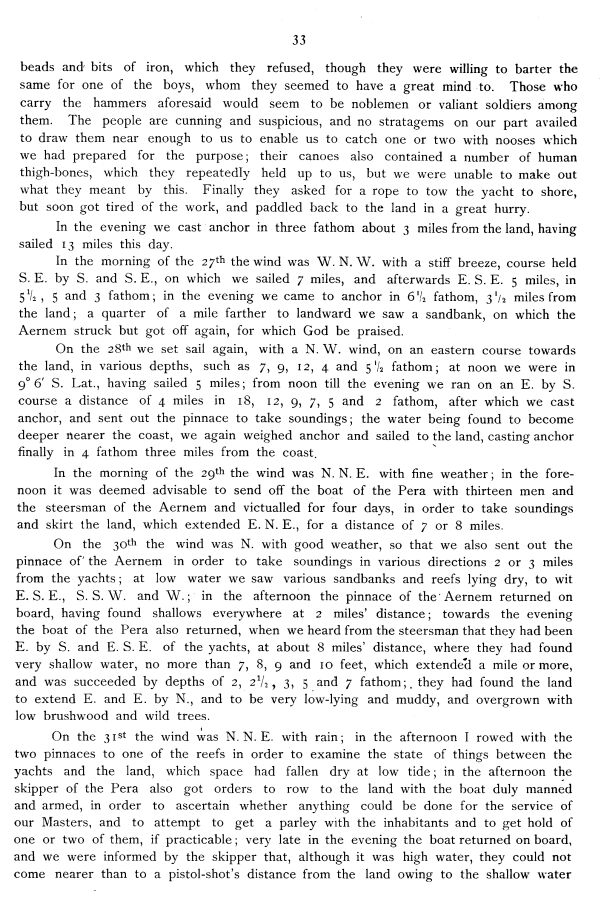 33
beads and bits of iron, which they refused, though they were willing to barter the
same for one of the boys, whom they seemed to have a great mind to. Those who
carry the hammers aforesaid would seem to be noblemen or valiant soldiers among
them. The people are cunning and suspicious, and no stratagems on our part availed
to draw them near enough to us to enable us to catch one or two with nooses which
we had prepared for the purpose; their canoes also contained a number of human
thigh-bones, which they repeatedly held up to us, but we were unable to make out
what they meant by this. Finally they asked for a rope to tow the yacht to shore,
but soon got tired of the work, and paddled back to the land in a great hurry.
In the evening we cast anchor in three fathom about 3 miles from the land, having
sailed 13 miles this day.
In the morning of the 27th the wind was W. N. W. with a stiff breeze, course held
S. E. by S. and S. E., on which we sailed 7 miles, and afterwards E. S. E. 5 miles, in
5 1/2, 5 and 3 fathom; in the evening we came to anchor in 6 1/2 fathom, 3 1/2 miles from
the land; a quarter of a mile farther to landward we saw a sandbank, on which the
Aernem struck but got off again, for which God be praised.
On the 28th we set sail again, with a N. W. wind, on an eastern course towards
the land, in various depths, such as 7, 9, 12, 4 and 5 1/2 fathom; at noon we were in
9° 6′ S. Lat., having sailed 5 miles; from noon till the evening we ran on an E. by S.
course a distance of 4 miles in 18, 12, 9, 7, 5 and 2 fathom, after which we cast
anchor, and sent out the pinnace to take soundings; the water being found to become
deeper nearer the coast, we again weighed anchor and sailed to the land, casting anchor
finally in 4 fathom three miles from the coast.
In the morning of the 29th the wind was N. N. E. with fine weather; in the fore-
noon it was deemed advisable to send off the boat of the Pera with thirteen men and
the steersman of the Aernem and victualled for four days, in order to take soundings
and skirt the land, which extended E. N. E., for a distance of 7 or 8 miles.
On the 30th the wind was N. with good weather, so that we also sent out the
pinnace of the Aernem in order to take soundings in various directions 2 or 3 miles
from the yachts; at low water we saw various sandbanks and reefs lying dry, to wit
E. S. E., S. S. W. and W.; in the afternoon the pinnace of the Aernem returned on
board, having found shallows everywhere at 2 miles' distance; towards the evening
the boat of the Pera also returned, when we heard from the steersman that they had been
E. by S. and E. S. E. of the yachts, at about 8 miles' distance, where they had found
very shallow water, no more than 7, 8, 9 and 10 feet, which extended a mile or more,
and was succeeded by depths of 2, 2 1/2, 3, 5 and 7 fathom; they had found the land
to extend E. and E. by N., and to be very low-lying and muddy, and overgrown with
low brushwood and wild trees.
On the 31st the wind was N. N. E. with rain; in the afternoon I rowed with the
two pinnaces to one of the reefs in order to examine the state of things between the
yachts and the land, which space had fallen dry at low tide; in the afternoon the
skipper of the Pera also got orders to row to the land with the boat duly manned
and armed, in order to ascertain whether anything could be done for the service of
our Masters, and to attempt to get a parley with the inhabitants and to get hold of
one or two of them, if practicable; very late in the evening the boat returned on board,
and we were informed by the skipper that, although it was high water, they could not
come nearer than to a pistol-shot's distance from the land owing to the shallow water